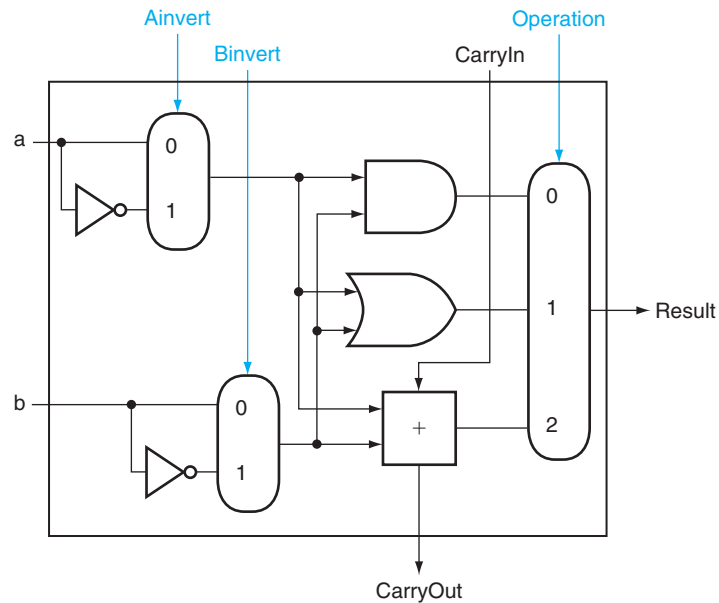 Ainvert
Operation
Binvert
CarryIn
a
0
1
0
1
Result
b
0
1
+
2
CarryOut